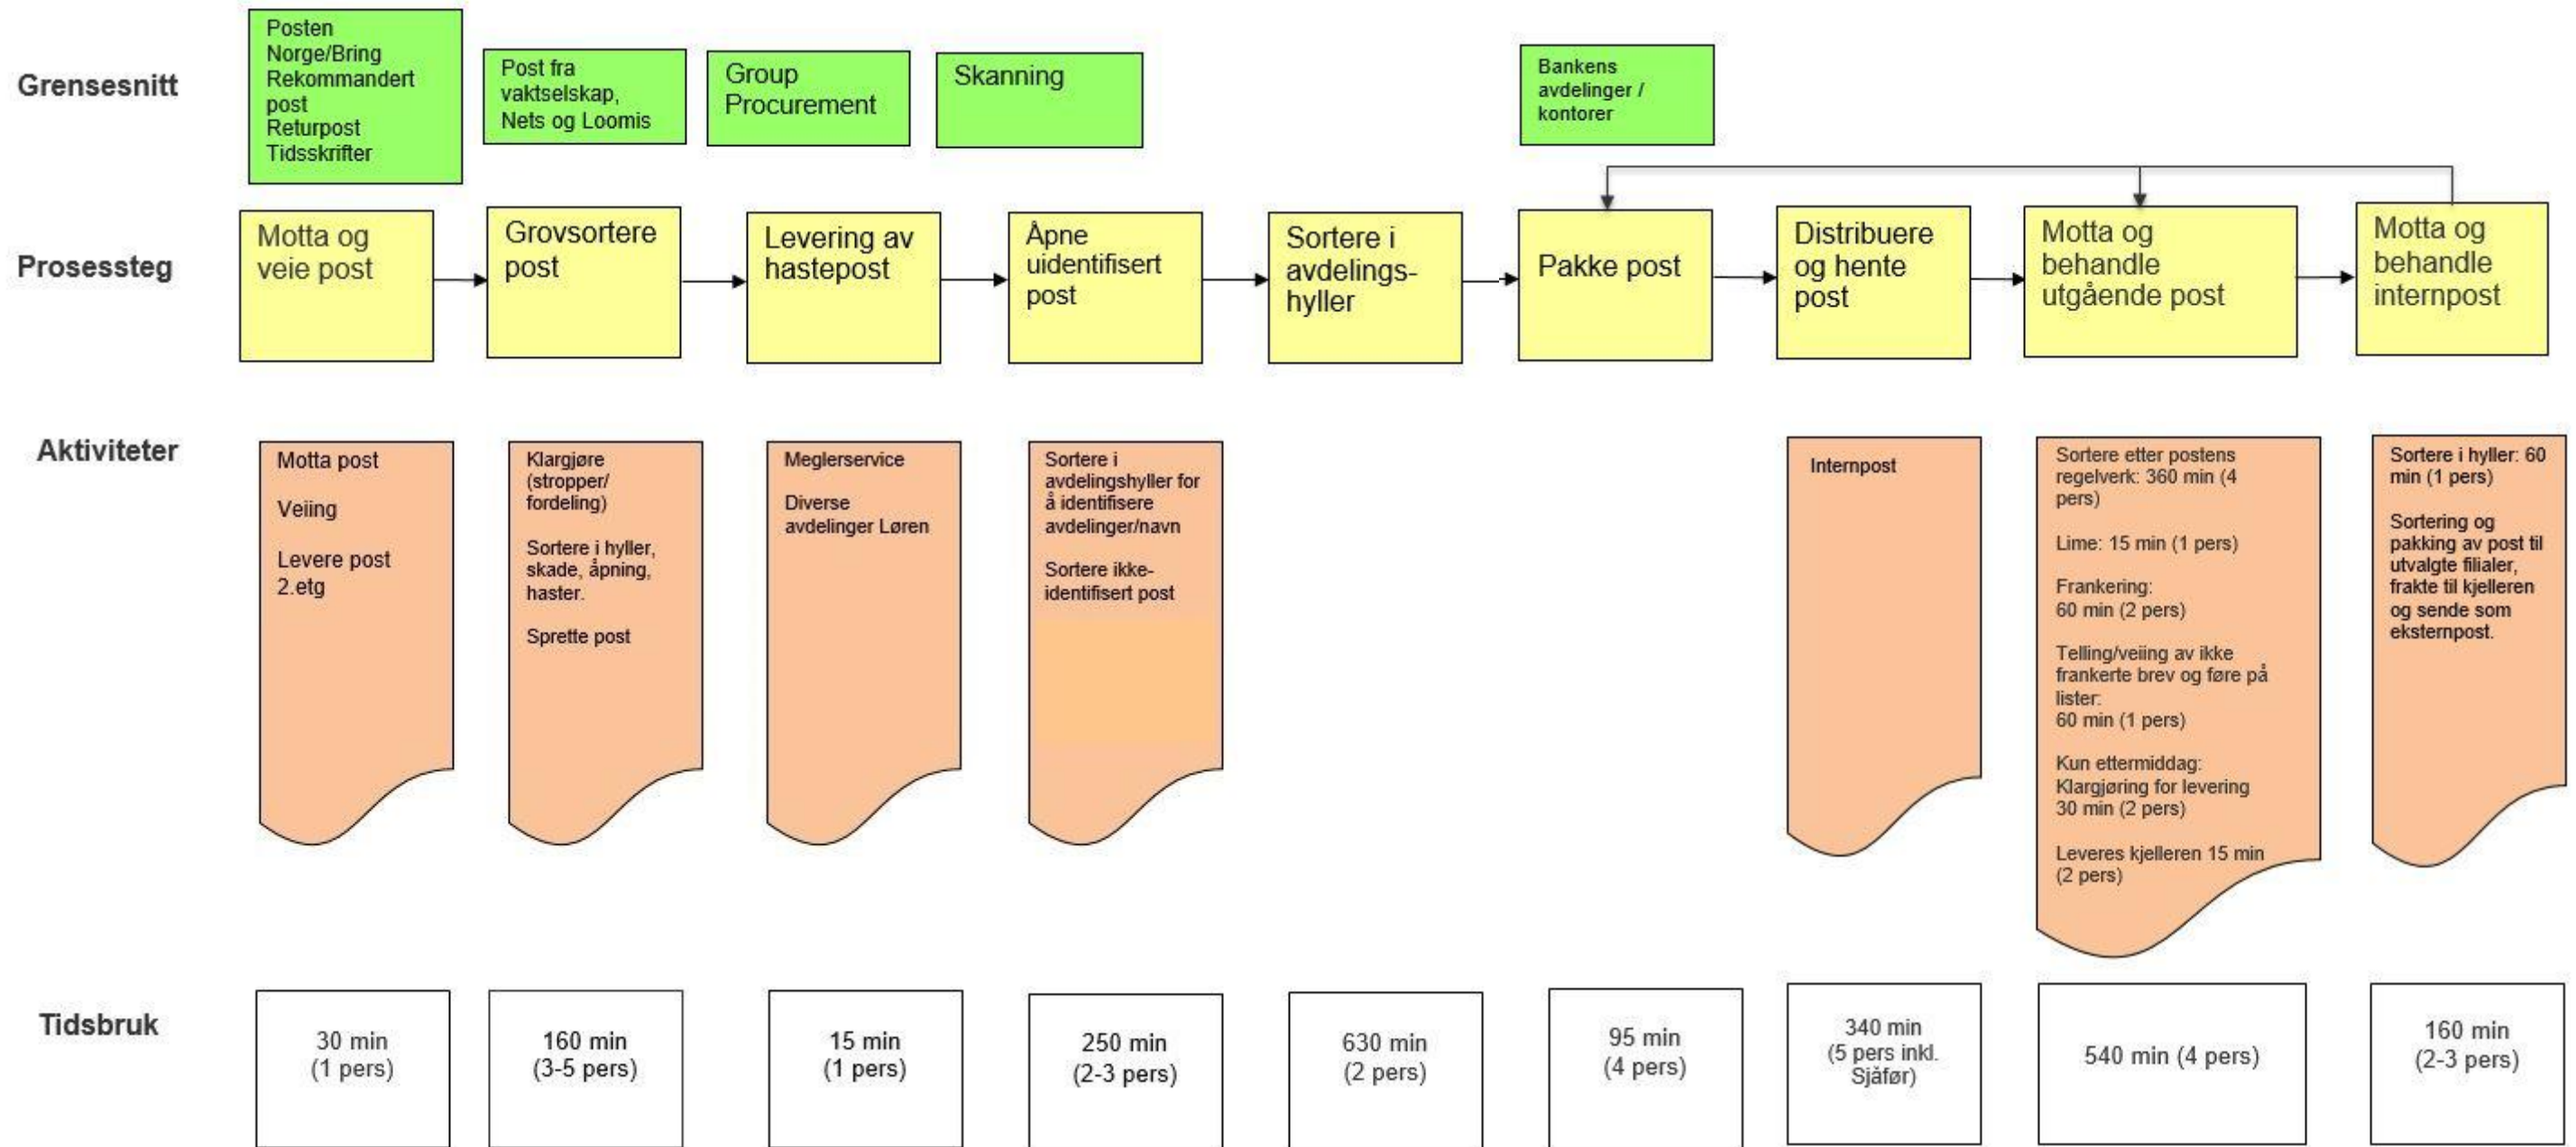 Grensesnitt
Posten
Norge/Bring
Rekommandert
post
Returpost
Tidsskrifter
Post fra
vaktselskap,
Nets og Loomis
Group
Procurement
Skanning
Bankens
avdelinger /
kontorer
Prosessteg
Motta og
veie post
Grovsortere
post
Levering av
hastepost
Åpne
uidentifisert
post
Sortere i
avdelings-
hyller
Pakke post
Distribuere
og hente
post
Motta og
behandle
utgående post
Motta og
behandle
internpost
Aktiviteter
Motta post
Veiing
Levere post
2.etg
Klargjøre
(stropper/
fordeling)
Sortere i hyller,
skade, åpning,
haster.
Sprette post
Meglerservice
Diverse
avdelinger Løren
Sortere i
avdelingshyller for
å identifisere
avdelinger/navn
Sortere ikke-
identifisert post
Internpost
Sortere etter postens
regelverk: 360 min (4
pers)
Lime: 15 min (1 pers)
Frankering:
60 min (2 pers)
Telling/veiing av ikke
frankerte brev og føre på
lister:
60 min (1 pers)
Kun ettermiddag:
Klargjøring for levering
30 min (2 pers)
Leveres kjelleren 15 min
(2 pers)
Sortere i hyller: 60
min (1 pers)
Sortering og
pakking av post til
utvalgte filialer,
frakte til kjelleren
og sende som
eksternpost.
Tidsbruk
30 min
(1 pers)
160 min
(3-5 pers)
15 min
(1 pers)
250 min
(2-3 pers)
630 min
(2 pers)
95 min
(4 pers)
340 min
(5 pers inkl.
Sjåfør)
540 min (4 pers)
160 min
(2-3 pers)